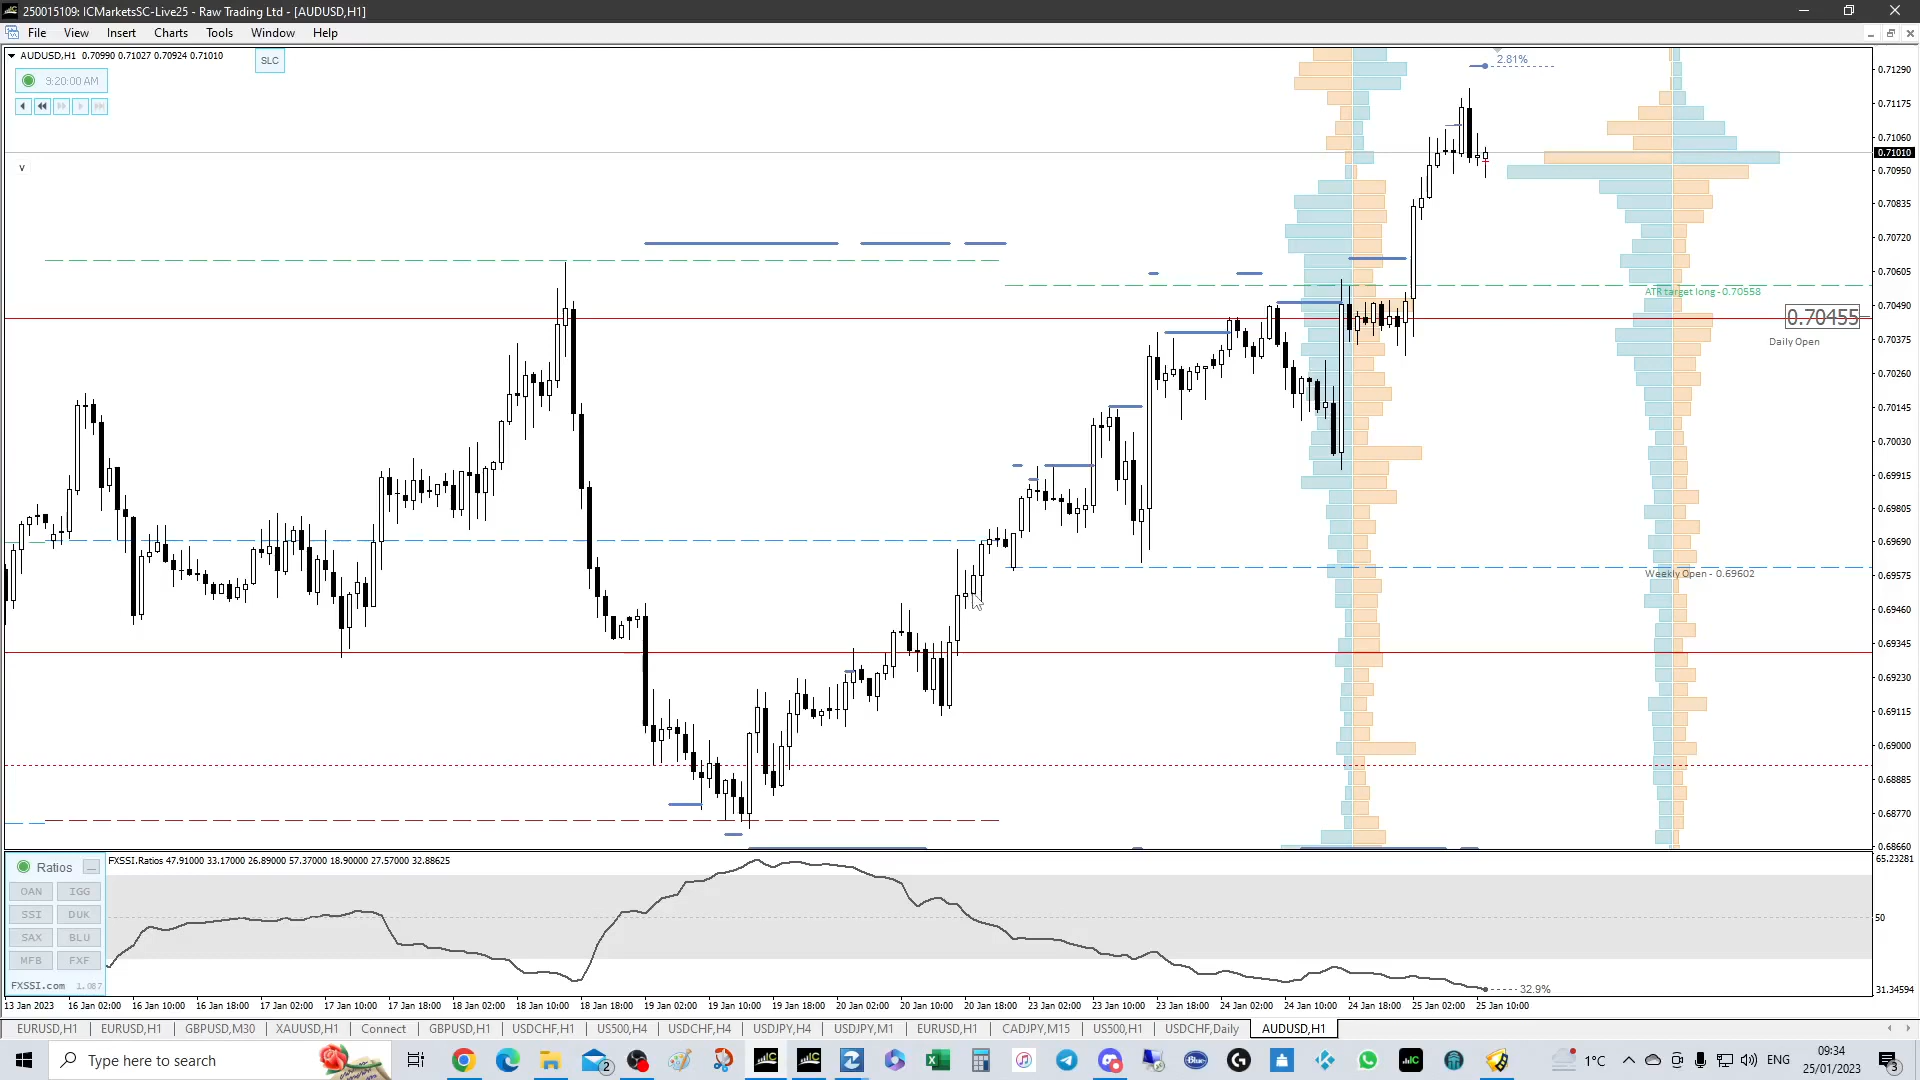 250015109: ICMarketsSC-Live25 - Raw Trading Ltd - [AUDUSD,H1]
File View Insert Charts Tools Window Help
AUDUSD,H1 0.70990 0.71027 0.70924 0.71010
SLC
9:20:00 AM
v
2.81%
0.71290
0.71175
0.71060
0.71010
0.70950
0.70835
0.70720
0.70605
ATR target long - 0.70558
0.70490
0.70455
Daily Open
0.70375
0.70260
0.70145
0.70030
0.69915
0.69805
0.69690
0.69575
Weekly Open - 0.69602
0.69460
0.69345
0.69230
0.69115
0.69000
0.68885
0.68770
0.68660
Ratios
FXSSI.Ratios 47.91000 33.17000 26.89000 57.37000 18.90000 27.57000 32.88625
65.23281
OAN IGG
SSI DUK
50
SAX BLU
MFB FXF
FXSSI.com 1.087
32.9%
31.34594
13 Jan 2023 16 Jan 02:00 16 Jan 10:00 16 Jan 18:00 17 Jan 02:00 17 Jan 10:00 17 Jan 18:00 18 Jan 02:00 18 Jan 10:00 18 Jan 18:00 19 Jan 02:00 19 Jan 10:00 19 Jan 18:00 20 Jan 02:00 20 Jan 10:00 20 Jan 18:00 23 Jan 02:00 23 Jan 10:00 23 Jan 18:00 24 Jan 02:00 24 Jan 10:00 24 Jan 18:00 25 Jan 02:00 25 Jan 10:00
EURUSD,H1 EURUSD,H1 GBPUSD,M30 XAUUSD,H1 Connect GBPUSD,H1 USDCHF,H1 US500,H4 USDCHF,H4 USDJPY,H4 USDJPY,M1 EURUSD,H1 CADJPY,M15 US500,H1 USDCHF,Daily AUDUSD,H1
Type here to search
2
Blue
IC
1°C
ENG
09:34
25/01/2023
3